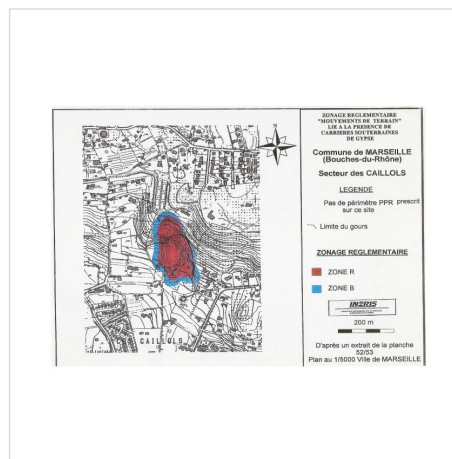 ZONAGE REGLEMENTAIRE
"MOUVEMENTS DE TERRAIN"
LIE A LA PRESENCE DE
CARRIERES SOUTERRAINES
DE GYPSE
Commune de MARSEILLE
(Bouches-du-Rhône)
Secteur des CAILLOLS
LEGENDE
Pas de périmètre PPR prescrit
sur ce site
Limite du gours
ZONAGE REGLEMENTAIRE
ZONE R
ZONE B
INERIS
200 m
D'après un extrait de la planche
52/53
Plan au 1/5000 Ville de MARSEILLE
N
CAILLOLS